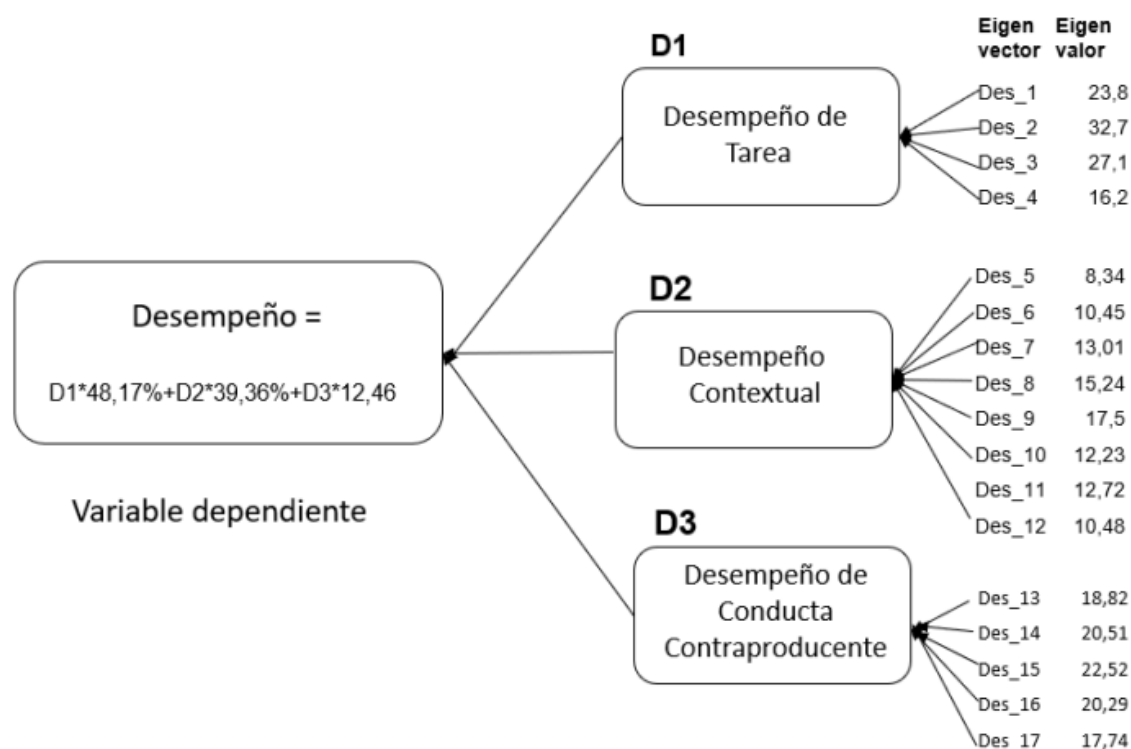 Eigen Eigen
vector valor
D1
Desempeño de
Tarea
Des_1 23,8
Des_2 32,7
Des_3 27,1
Des_4 16,2
Desempeño =
D1*48,17%+D2*39,36%+D3*12,46
Variable dependiente
D2
Desempeño
Contextual
Des_5 8,34
Des_6 10,45
Des_7 13,01
Des_8 15,24
Des_9 17,5
Des_10 12,23
Des_11 12,72
Des_12 10,48
D3
Desempeño de
Conducta
Contraproducente
Des_13 18,82
Des_14 20,51
Des_15 22,52
Des_16 20,29
Des_17 17,74